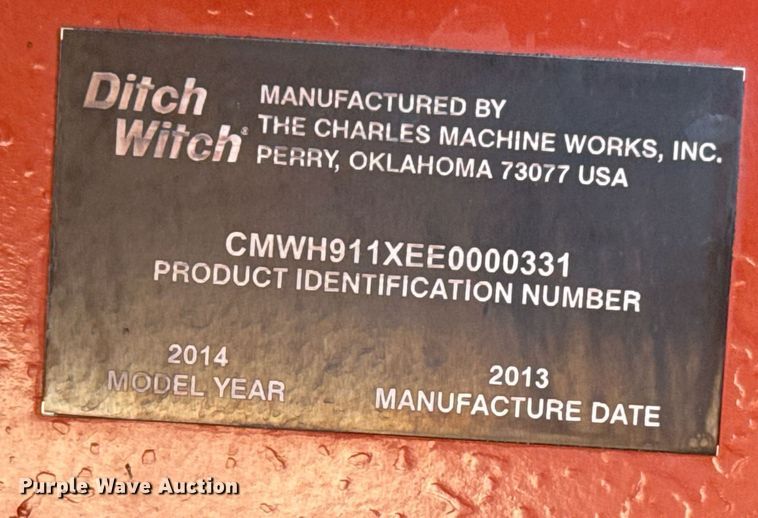 Ditch
Witch®
MANUFACTURED BY
THE CHARLES MACHINE WORKS, INC.
PERRY, OKLAHOMA 73077 USA
CMWH911XEE0000331
PRODUCT IDENTIFICATION NUMBER
2014
MODEL YEAR
2013
MANUFACTURE DATE
Purple Wave Auction